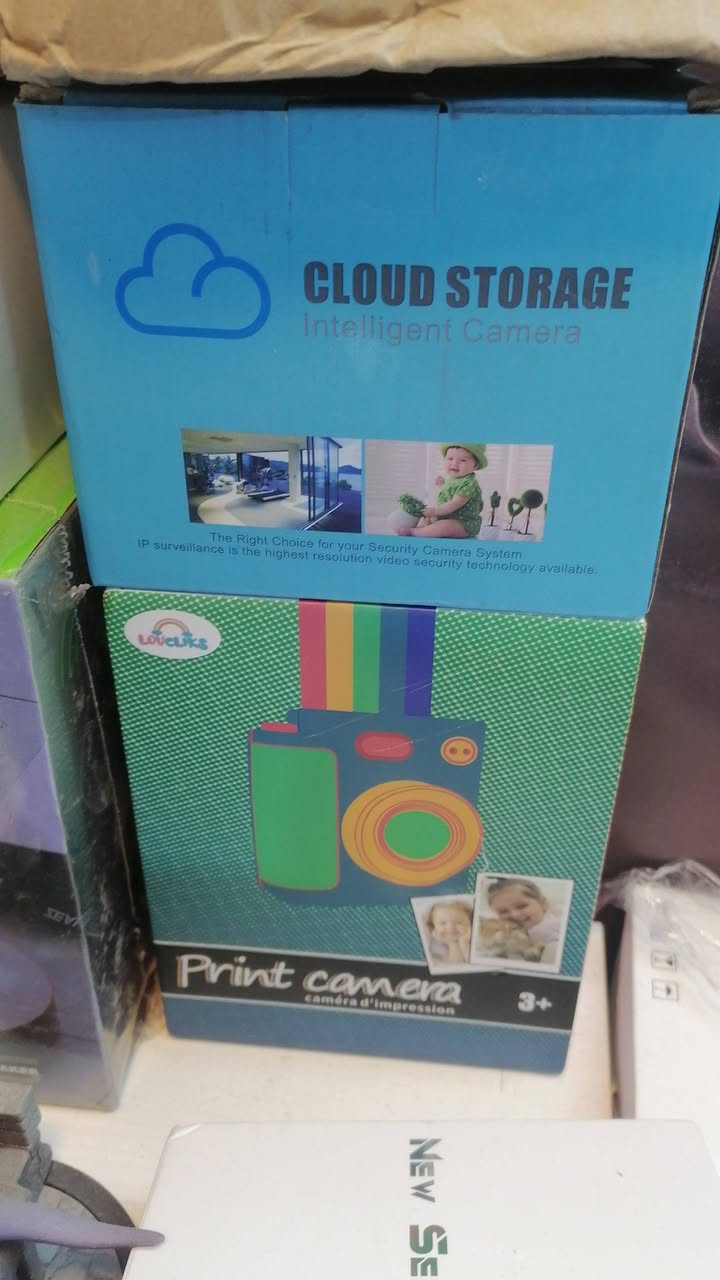 CLOUD STORAGE
Intelligent Camera
The Right Choice for your Security Camera System
IP surveillance is the highest resolution video security technology available.
LOVELIKS
Print camera
caméra d'impression
3+
NEW SE